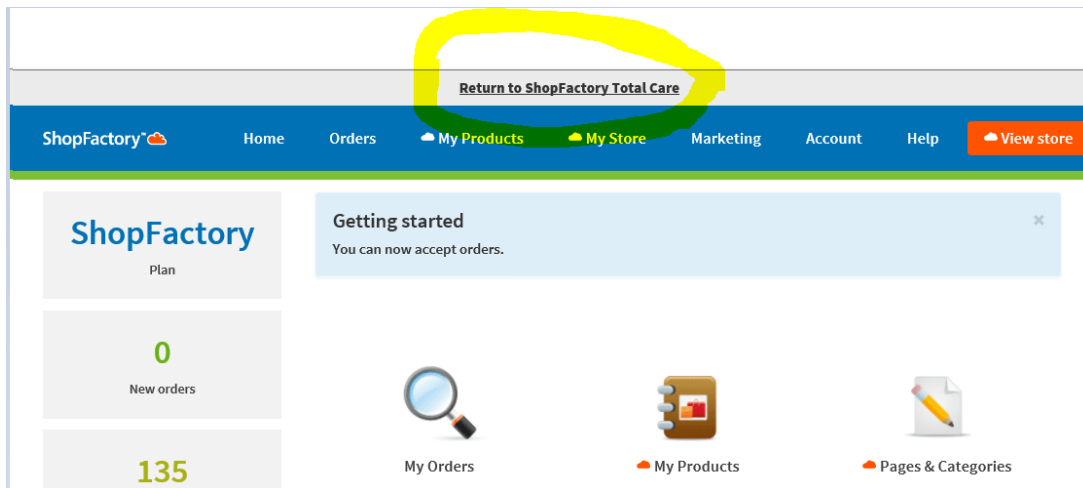 Return to ShopFactory Total Care
ShopFactory™ Home Orders My Products My Store Marketing Account Help View store
ShopFactory
Plan
Getting started ×
You can now accept orders.
0
New orders
135
My Orders My Products Pages & Categories